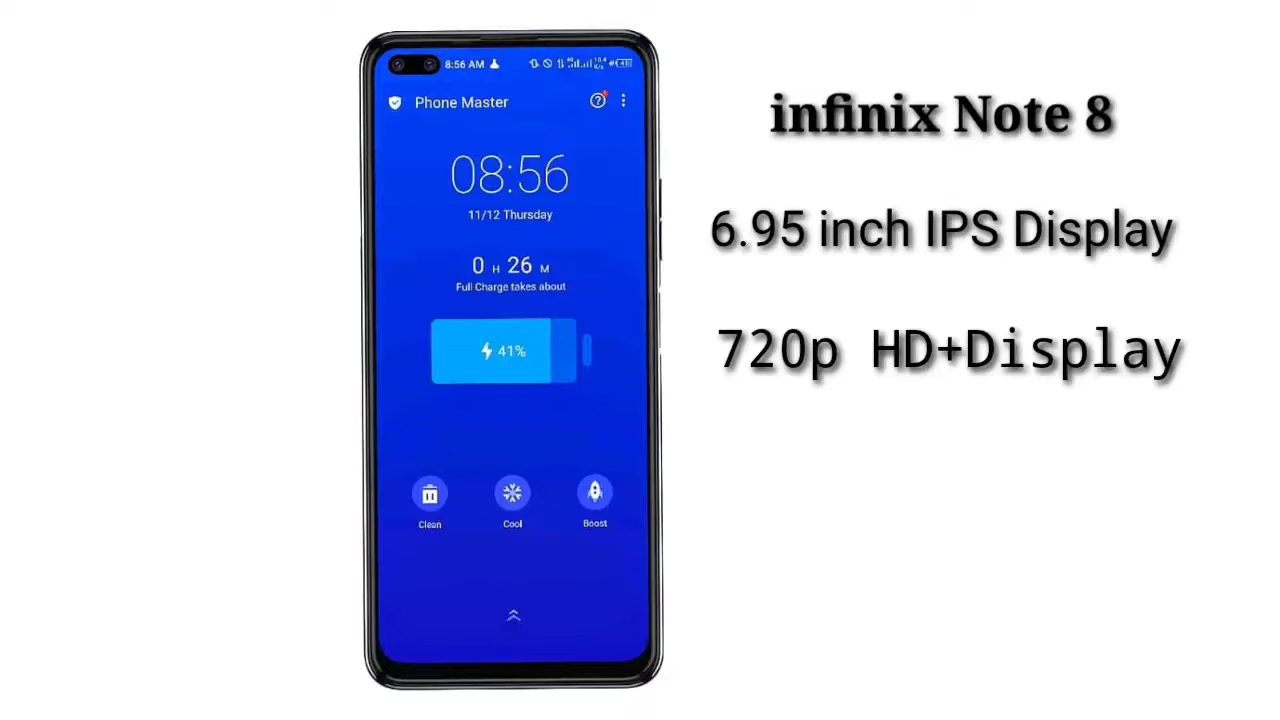 8:56 AM
Phone Master
08:56
11/12 Thursday
0 H 26 M
Full Charge takes about
41%
Clean
Cool
Boost
infinix Note 8
6.95 inch IPS Display
720p HD+Display